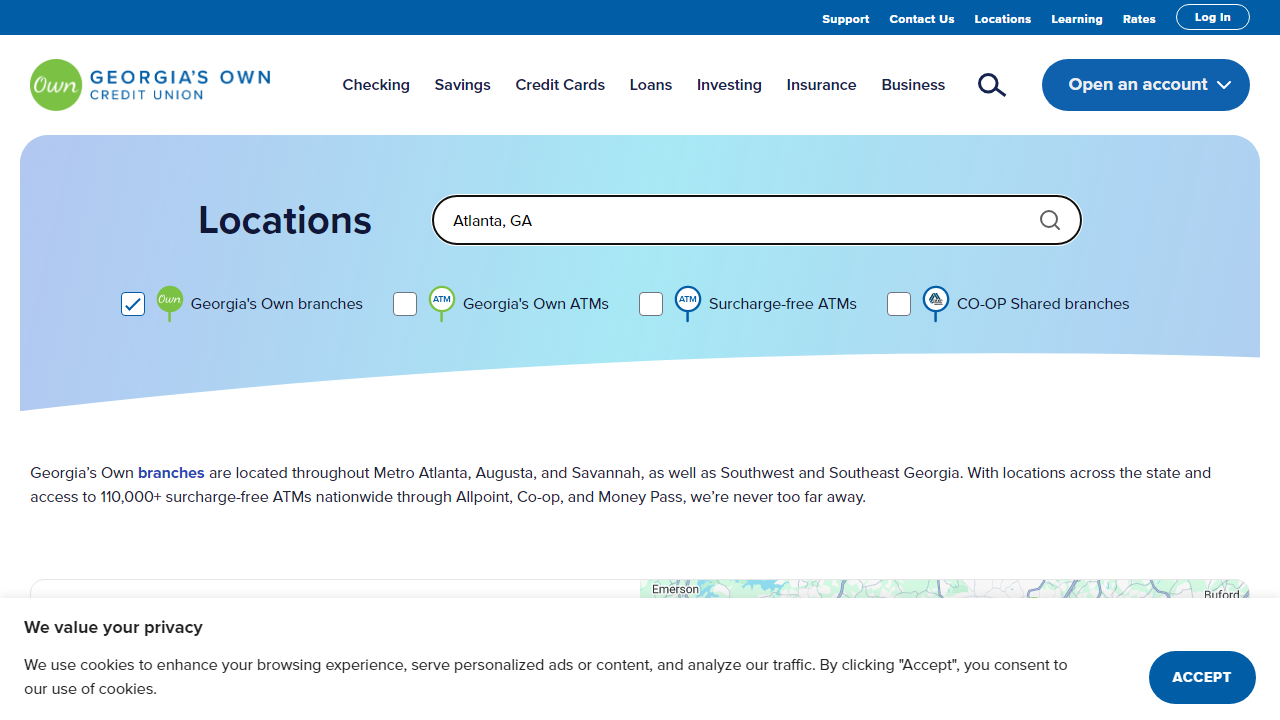 Support Contact Us Locations Learning Rates Log In
Own GEORGIA'S OWN
CREDIT UNION
Checking Savings Credit Cards Loans Investing Insurance Business Open an account
Locations
Atlanta, GA
Own Georgia's Own branches ATM Georgia's Own ATMs ATM Surcharge-free ATMs CO-OP Shared branches
Georgia’s Own branches are located throughout Metro Atlanta, Augusta, and Savannah, as well as Southwest and Southeast Georgia. With locations across the state and
access to 110,000+ surcharge-free ATMs nationwide through Allpoint, Co-op, and Money Pass, we’re never too far away.
Emerson
Buford
We value your privacy
We use cookies to enhance your browsing experience, serve personalized ads or content, and analyze our traffic. By clicking "Accept", you consent to
our use of cookies.
ACCEPT